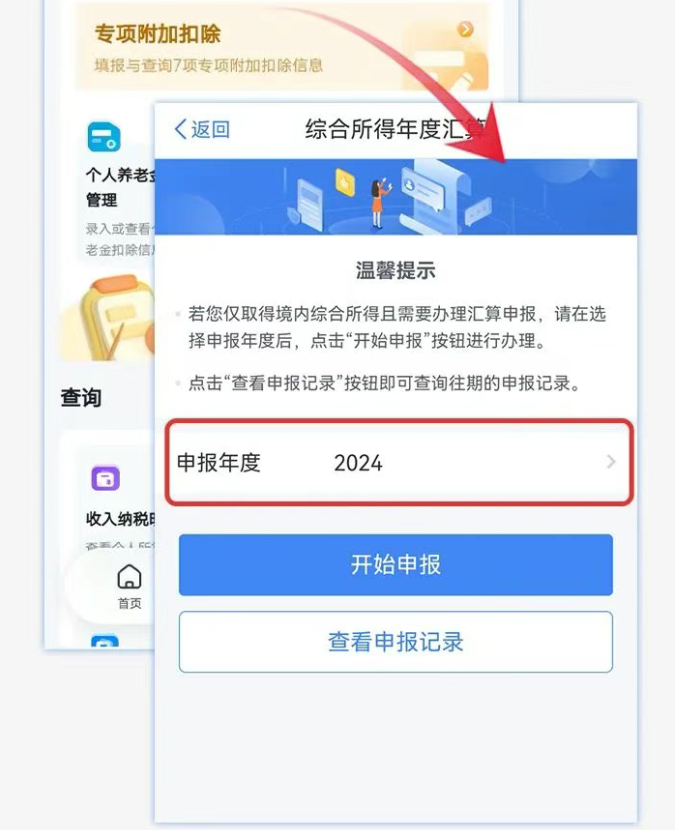 专项附加扣除
填报与查询7项专项附加扣除信息
返回
综合所得年度汇算
个人养老金
管理
录入或查看
老金扣除信息
温馨提示
若您仅取得境内综合所得且需要办理汇算申报，请在选
择申报年度后，点击“开始申报”按钮进行办理。
点击“查看申报记录”按钮即可查询往期的申报记录。
查询
申报年度 2024
收入纳税
开始申报
首页
查看申报记录